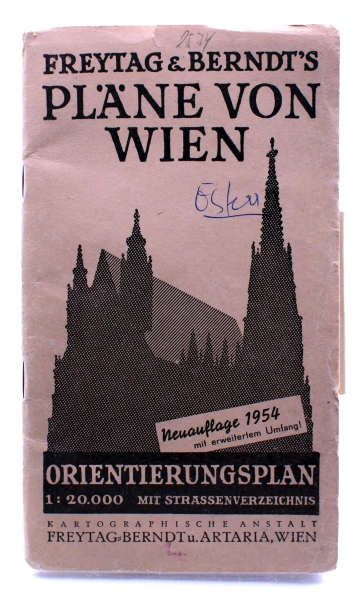 FREYTAG & BERNDT'S
PLÄNE VON
WIEN
Neuauflage 1954
mit erweitertem Umfang!
ORIENTIERUNGSPLAN
1:20.000 MIT STRASSENVERZEICHNIS
KARTOGRAPHISCHE ANSTALT
FREYTAG-BERNDT u. ARTARIA, WIEN